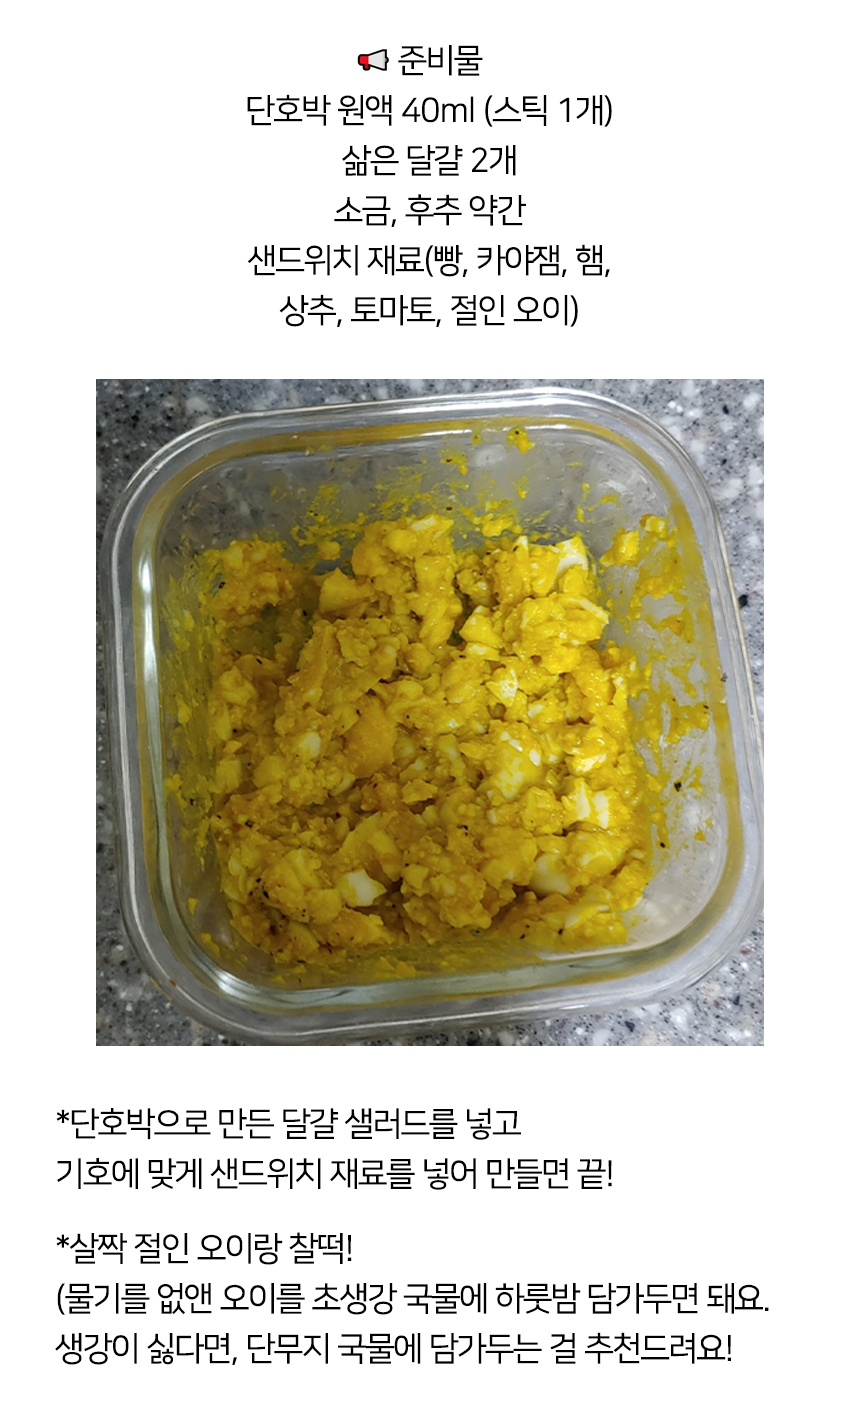 📢 준비물
단호박 원액 40ml (스틱 1개)
삶은 달걀 2개
소금, 후추 약간
샌드위치 재료(빵, 카야잼, 햄,
상추, 토마토, 절인 오이)
*단호박으로 만든 달걀 샐러드를 넣고
기호에 맞게 샌드위치 재료를 넣어 만들면 끝!
*살짝 절인 오이랑 찰떡!
(물기를 없앤 오이를 초생강 국물에 하룻밤 담가두면 돼요.
생강이 싫다면, 단무지 국물에 담가두는 걸 추천드려요!